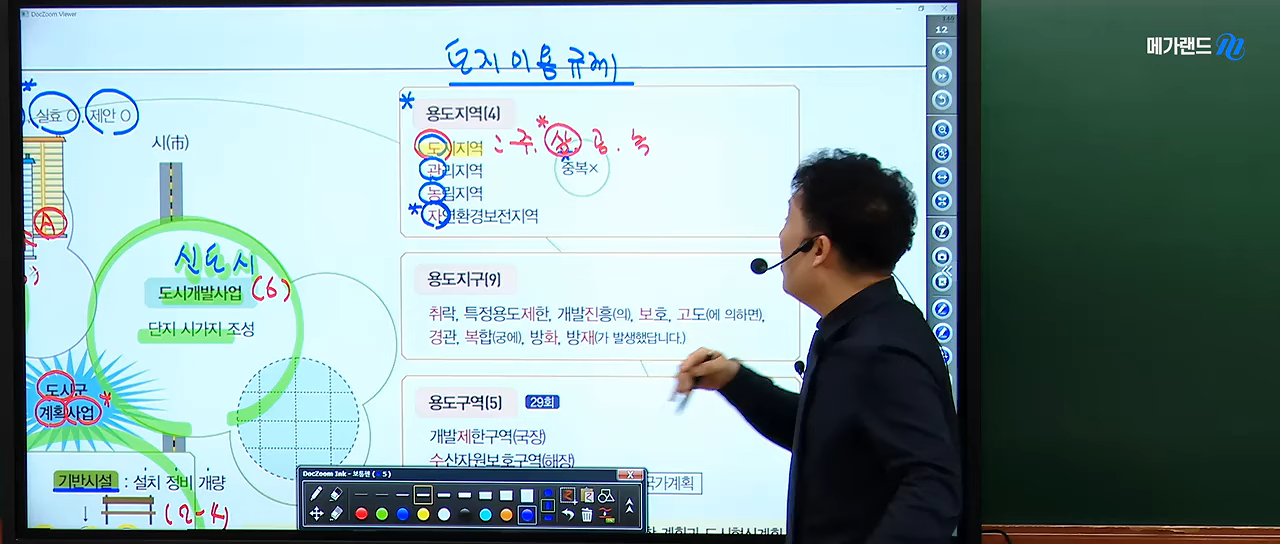 DocZoom Viewer
146
12
메가랜드
토지이용규제
* 용도지역(4)
도시지역 : 주. *상. 공. 녹
관리지역
중복×
농림지역
* 자연환경보전지역
용도지구(9)
취락, 특정용도제한, 개발진흥(의), 보호, 고도(에 의하면),
경관, 복합(궁에), 방화, 방재(가 발생했답니다.)
용도구역(5) 29회
개발제한구역(국장)
수산자원보호구역(해장)
국가계획
* 실효 O, 제안 O
시(市)
A
신도시
도시개발사업 (6)
단지 시가지 조성
도시군
계획사업 *
기반시설 : 설치 정비 개량
↓
DocZoom Ink - 보통펜 ( 5)